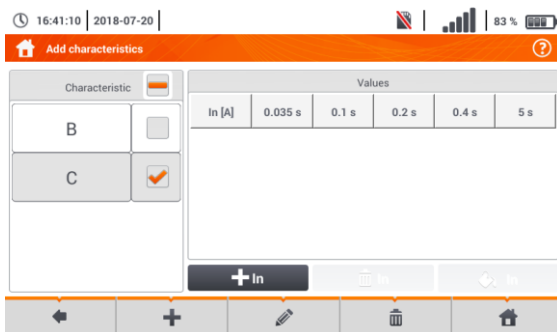 16:41:10 2018-07-20 83 %
Add characteristics ?
Characteristic Values
In [A] 0.035 s 0.1 s 0.2 s 0.4 s 5 s
B
C
In In In